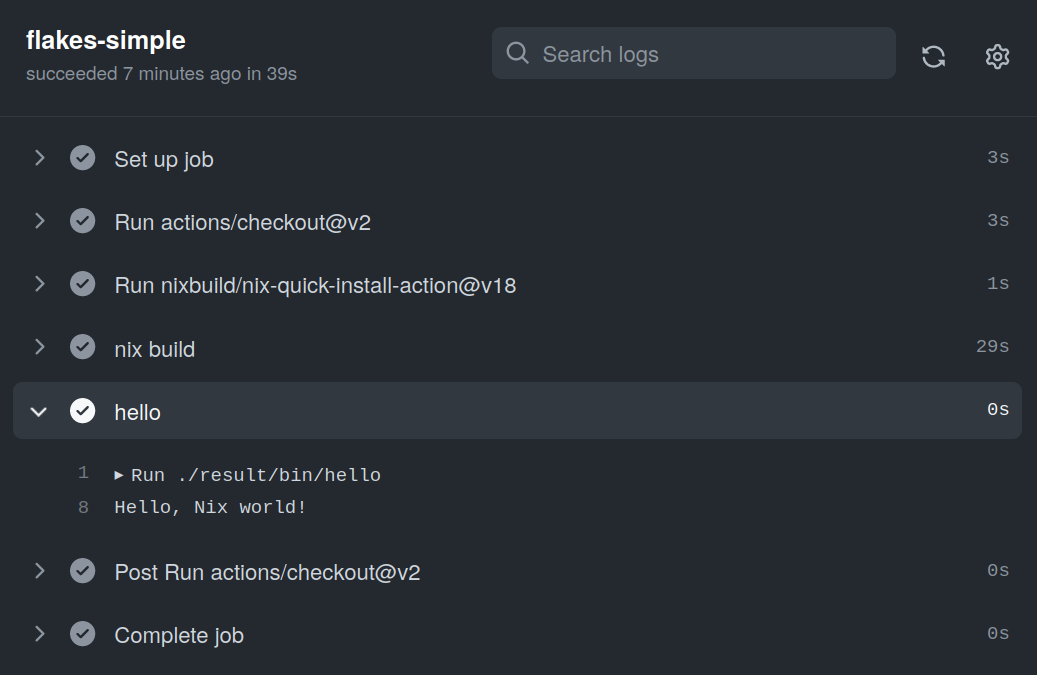 flakes-simple
succeeded 7 minutes ago in 39s
Search logs
Set up job 3s
Run actions/checkout@v2 3s
Run nixbuild/nix-quick-install-action@v18 1s
nix build 29s
hello 0s
1 ▶ Run ./result/bin/hello
8 Hello, Nix world!
Post Run actions/checkout@v2 0s
Complete job 0s